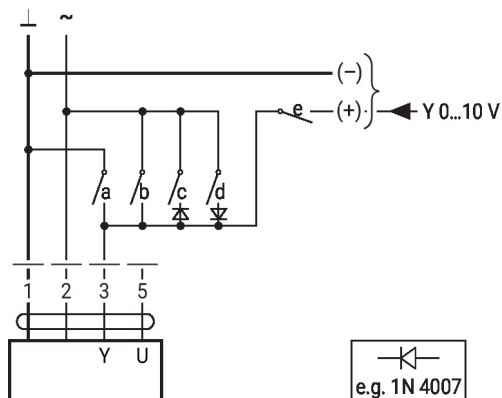 ⊥ ~
(–)
e (+) Y 0...10 V
a b c d
1 2 3 5
Y U
e.g. 1N 4007